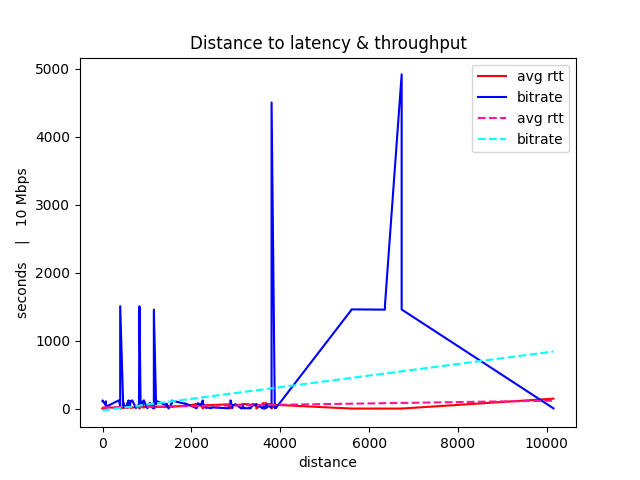 Distance to latency & throughput
seconds    |   10 Mbps
5000
4000
3000
2000
1000
0
avg rtt
bitrate
avg rtt
bitrate
0
2000
4000
6000
8000
10000
distance